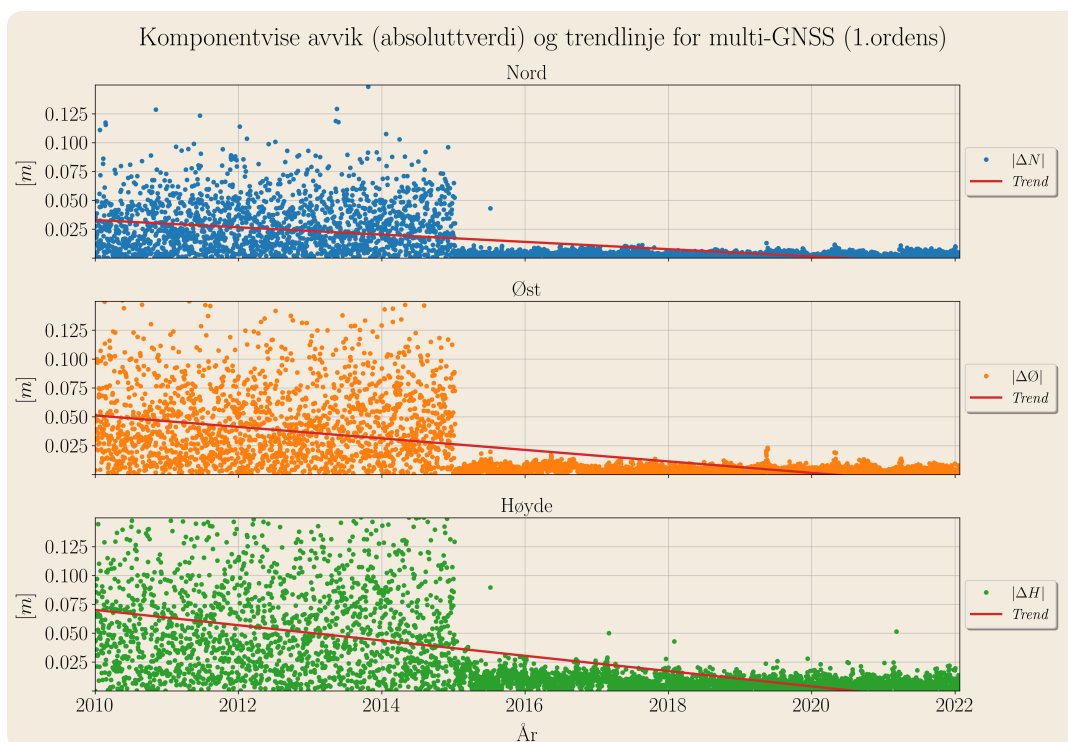 Komponentvise avvik (absoluttverdi) og trendlinje for multi-GNSS (1.ordens)
Nord
0.125
0.100
0.075
0.050
0.025
[m]
|ΔN|
Trend
Øst
0.125
0.100
0.075
0.050
0.025
[m]
|ΔØ|
Trend
Høyde
0.125
0.100
0.075
0.050
0.025
[m]
|ΔH|
Trend
2010 2012 2014 2016 2018 2020 2022
År